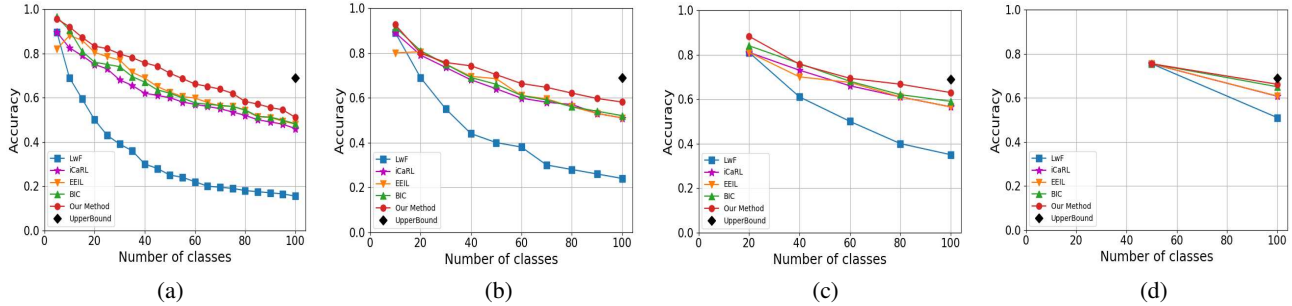 Accuracy
1.0
0.8
0.6
0.4
0.2
0.0
LwF
iCaRL
EEIL
BIC
Our Method
UpperBound
0 20 40 60 80 100
Number of classes
(a)
Accuracy
1.0
0.8
0.6
0.4
0.2
0.0
LwF
iCaRL
EEIL
BIC
Our Method
UpperBound
0 20 40 60 80 100
Number of classes
(b)
Accuracy
1.0
0.8
0.6
0.4
0.2
0.0
LwF
iCaRL
EEIL
BIC
Our Method
UpperBound
0 20 40 60 80 100
Number of classes
(c)
Accuracy
1.0
0.8
0.6
0.4
0.2
0.0
LwF
iCaRL
EEIL
BIC
Our Method
UpperBound
0 20 40 60 80 100
Number of classes
(d)